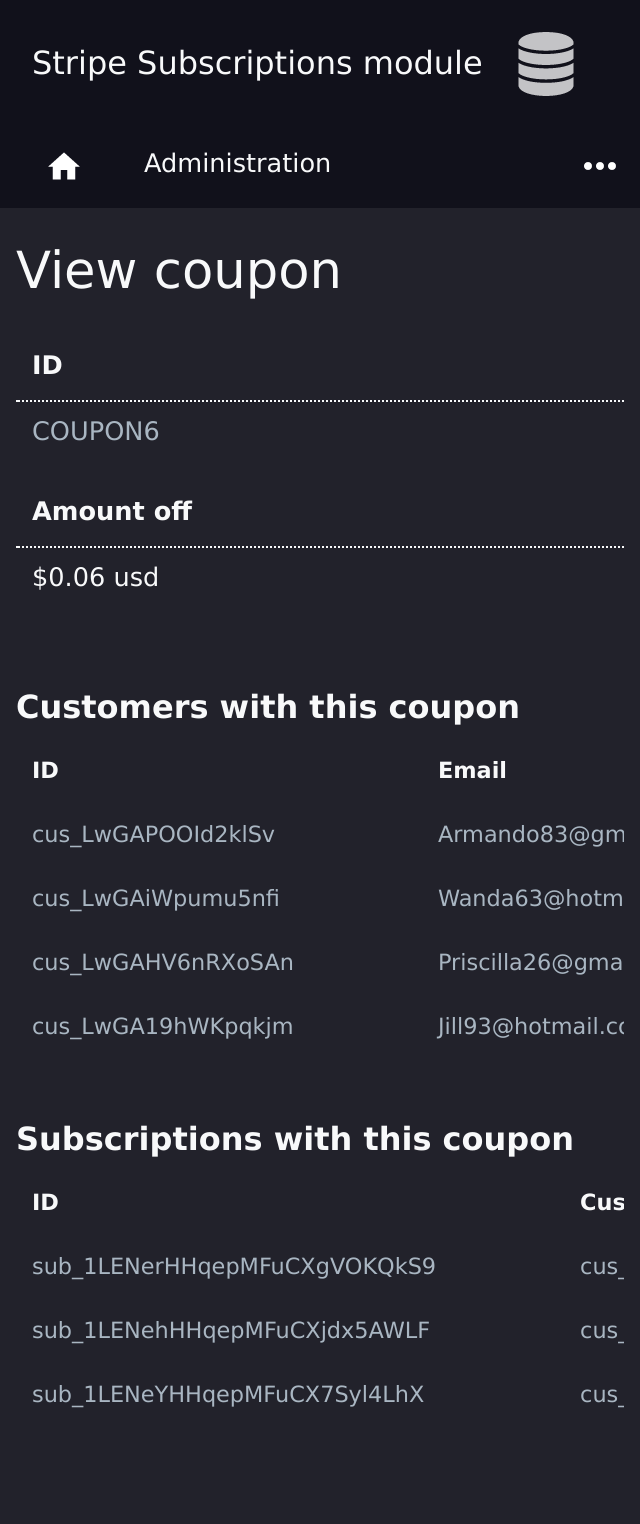 Stripe Subscriptions module
Administration
View coupon
ID
COUPON6
Amount off
$0.06 usd
Customers with this coupon
ID Email
cus_LwGAPOOId2klSv Armando83@gm
cus_LwGAiWpumu5nfi Wanda63@hotm
cus_LwGAHV6nRXoSAn Priscilla26@gma
cus_LwGA19hWKpqkjm Jill93@hotmail.co
Subscriptions with this coupon
ID Cus
sub_1LENerHHqepMFuCXgVOKQkS9 cus_
sub_1LENehHHqepMFuCXjdx5AWLF cus_
sub_1LENeYHHqepMFuCX7Syl4LhX cus_